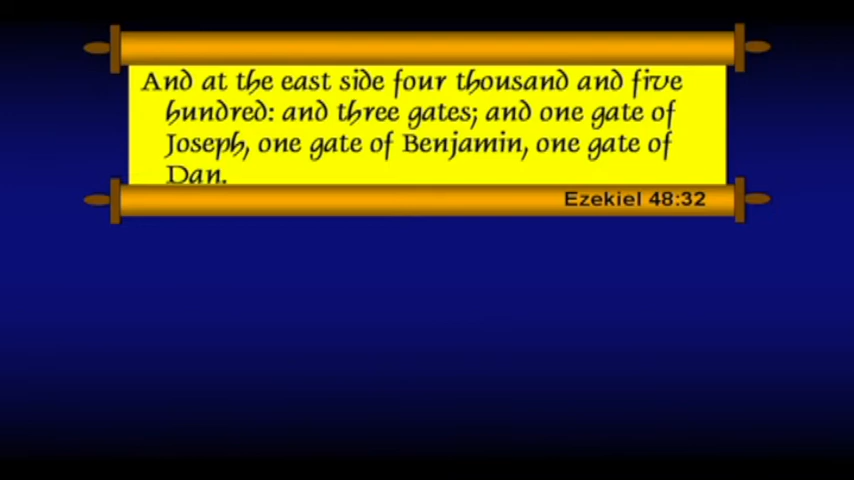 And at the east side four thousand and five
hundred: and three gates; and one gate of
Joseph, one gate of Benjamin, one gate of
Dan.
Ezekiel 48:32